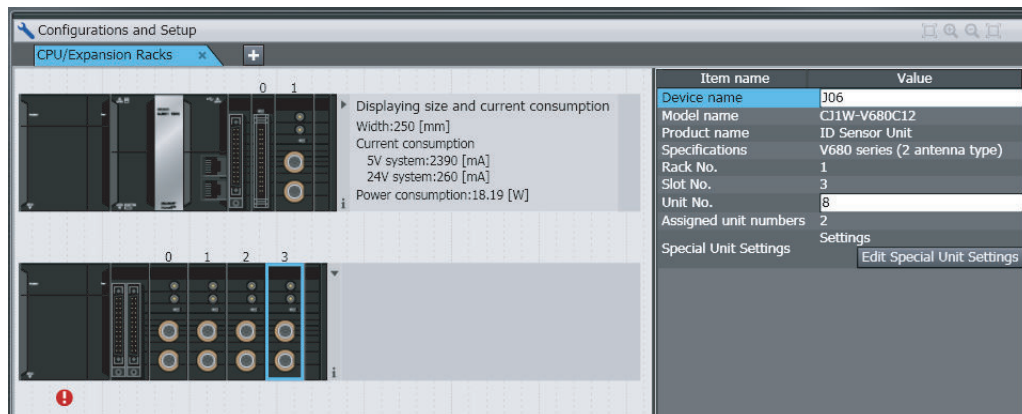 Configurations and Setup
CPU/Expansion Racks × +
0 1
Displaying size and current consumption
Width:250 [mm]
Current consumption
5V system:2390 [mA]
24V system:260 [mA]
Power consumption:18.19 [W]
i
0 1 2 3
i
!
Item name Value
Device name J06
Model name CJ1W-V680C12
Product name ID Sensor Unit
Specifications V680 series (2 antenna type)
Rack No. 1
Slot No. 3
Unit No. 8
Assigned unit numbers 2
Special Unit Settings Settings
Edit Special Unit Settings